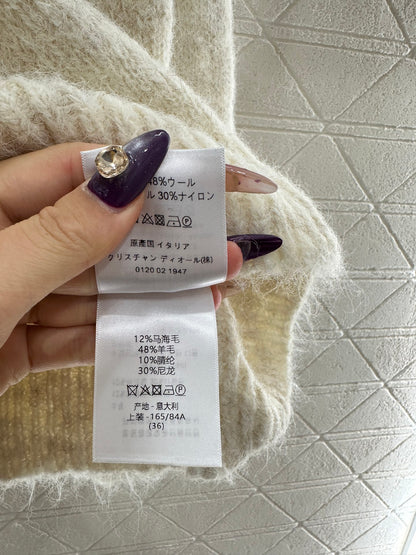 48%ウール
ル 30%ナイロン
原産国 イタリア
クリスチャン ディオール(株)
0120 02 1947
12%马海毛
48%羊毛
10%腈纶
30%尼龙
产地 - 意大利
上装 -165/84A
(36)